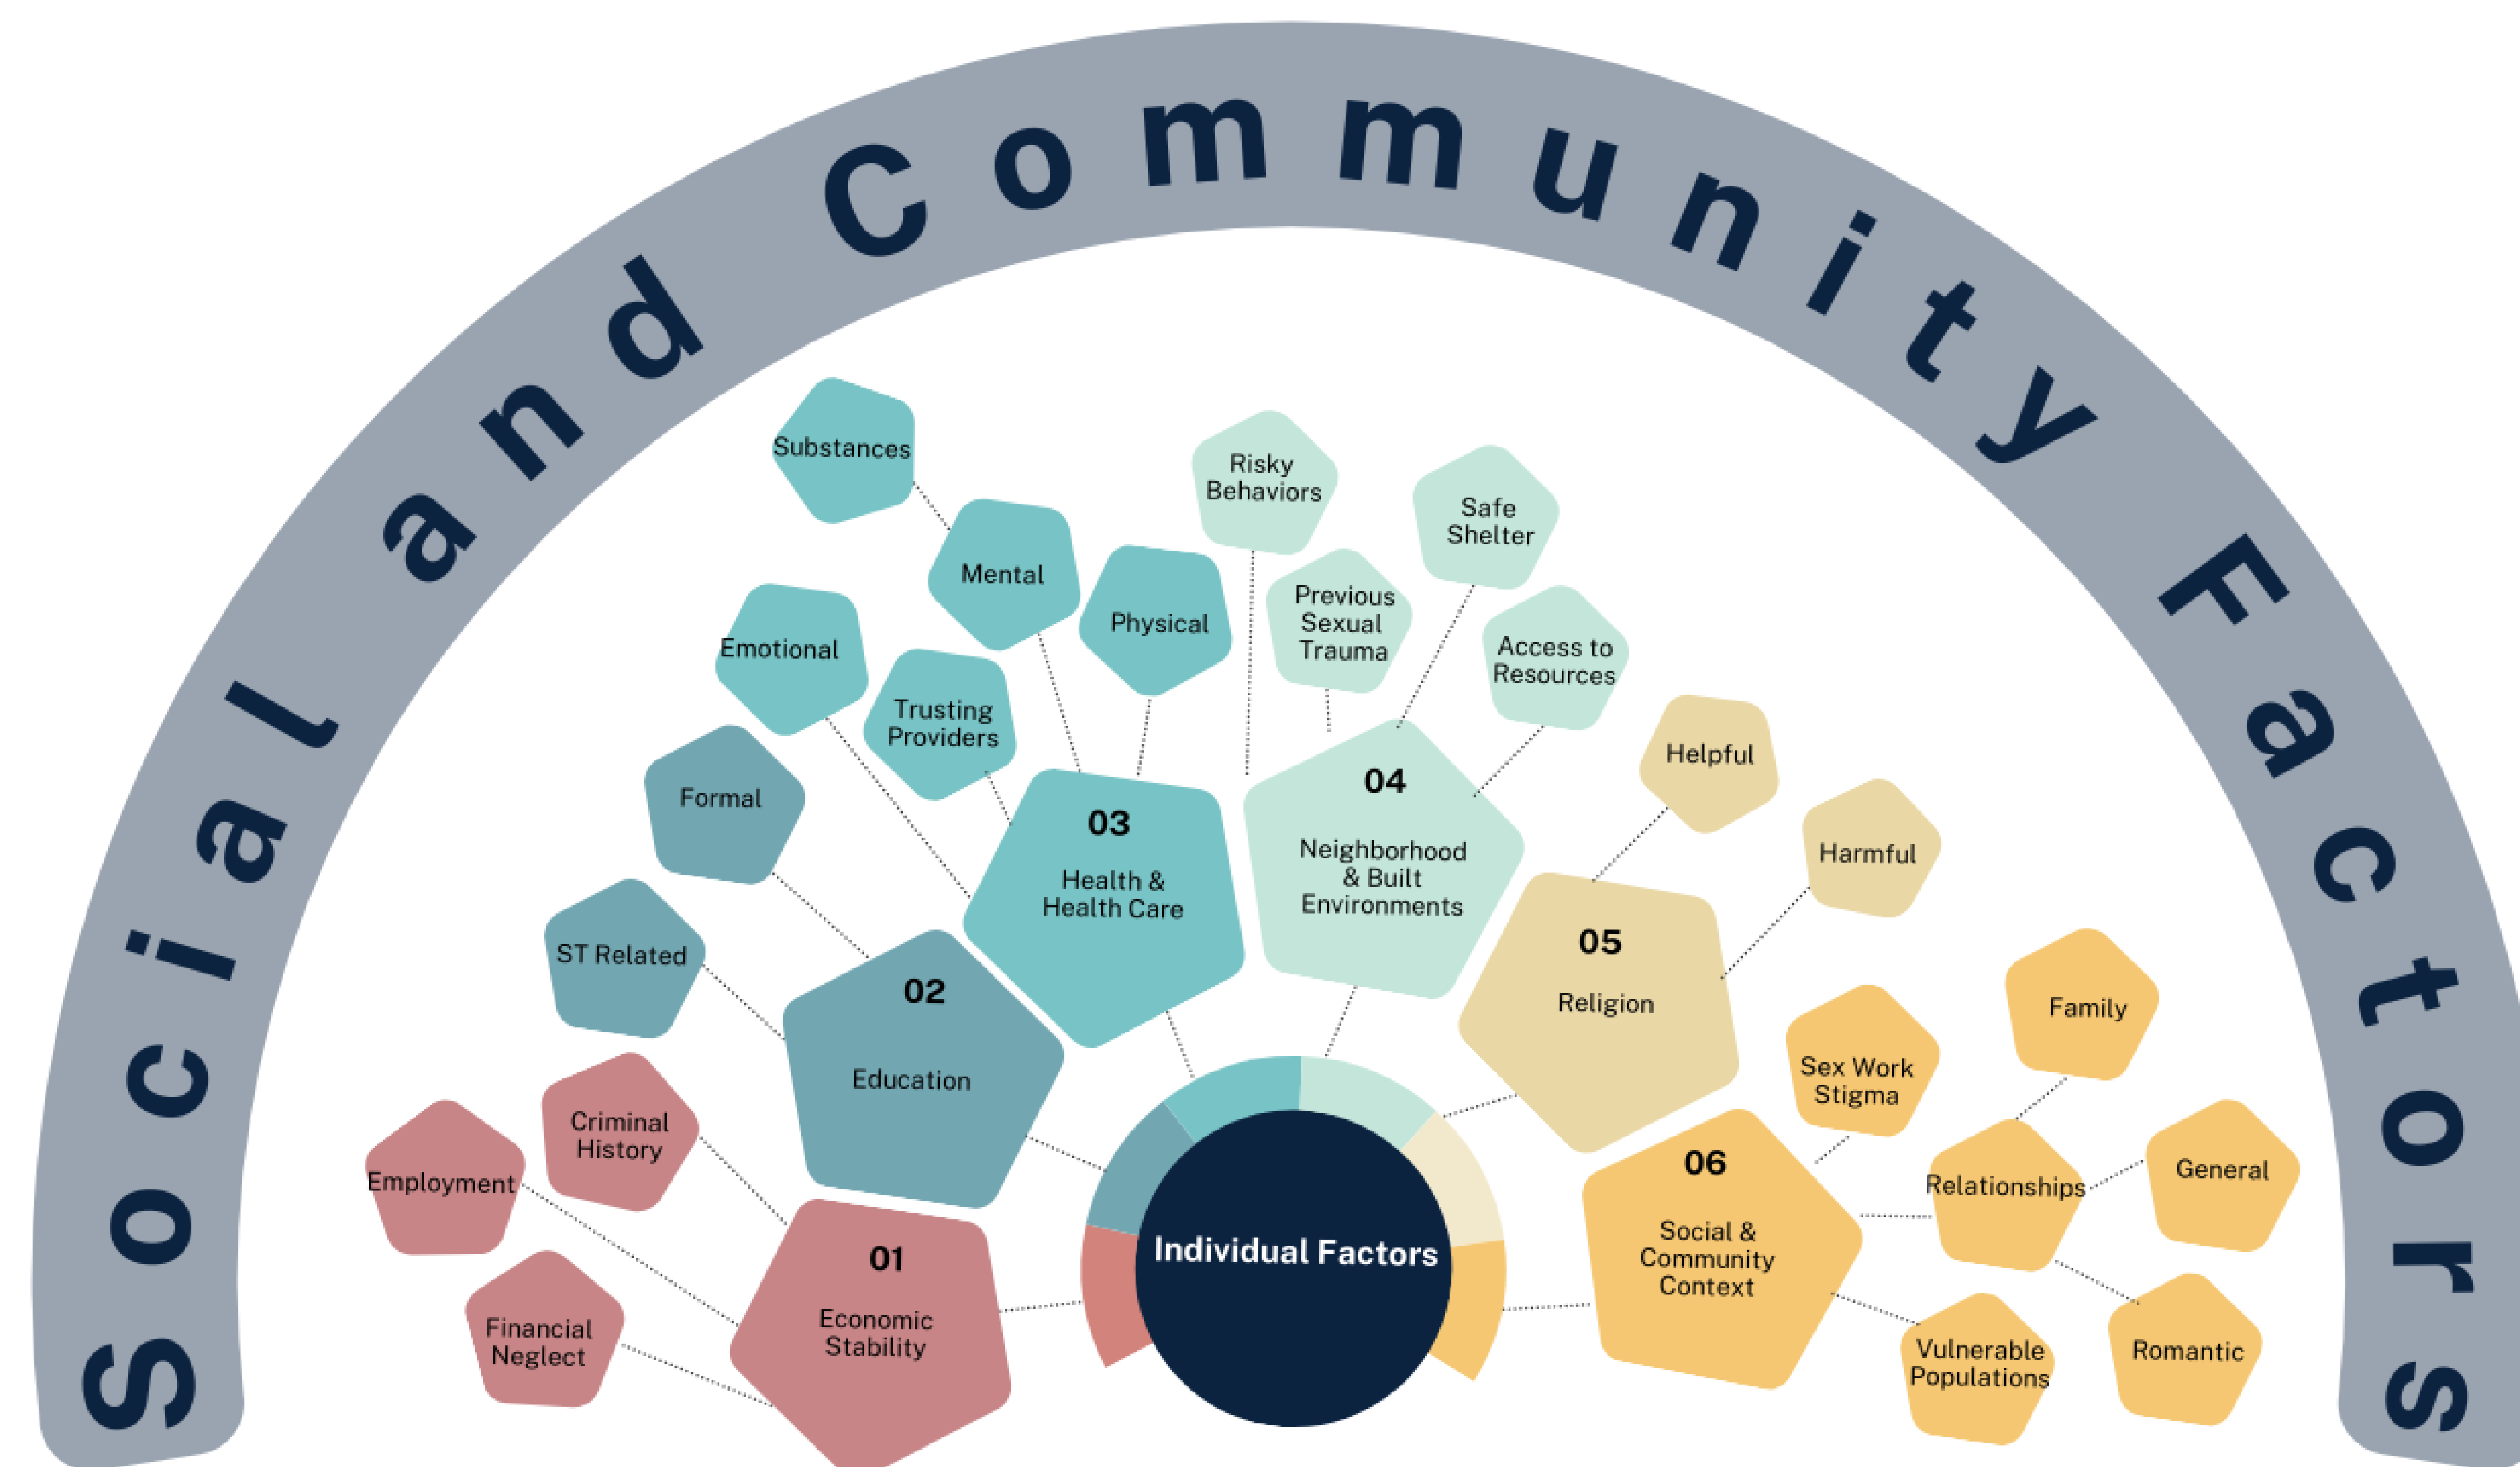 Social and Community Factors
Substances
Mental
Physical
Emotional
Trusting
Providers
Risky
Behaviors
Previous
Sexual
Trauma
Safe
Shelter
Access to
Resources
Formal
ST Related
Helpful
Harmful
Criminal
History
Employment
Financial
Neglect
01
Economic
Stability
02
Education
03
Health &
Health Care
04
Neighborhood
& Built
Environments
05
Religion
06
Social &
Community
Context
Sex Work
Stigma
Family
Relationships
General
Romantic
Vulnerable
Populations
Individual Factors